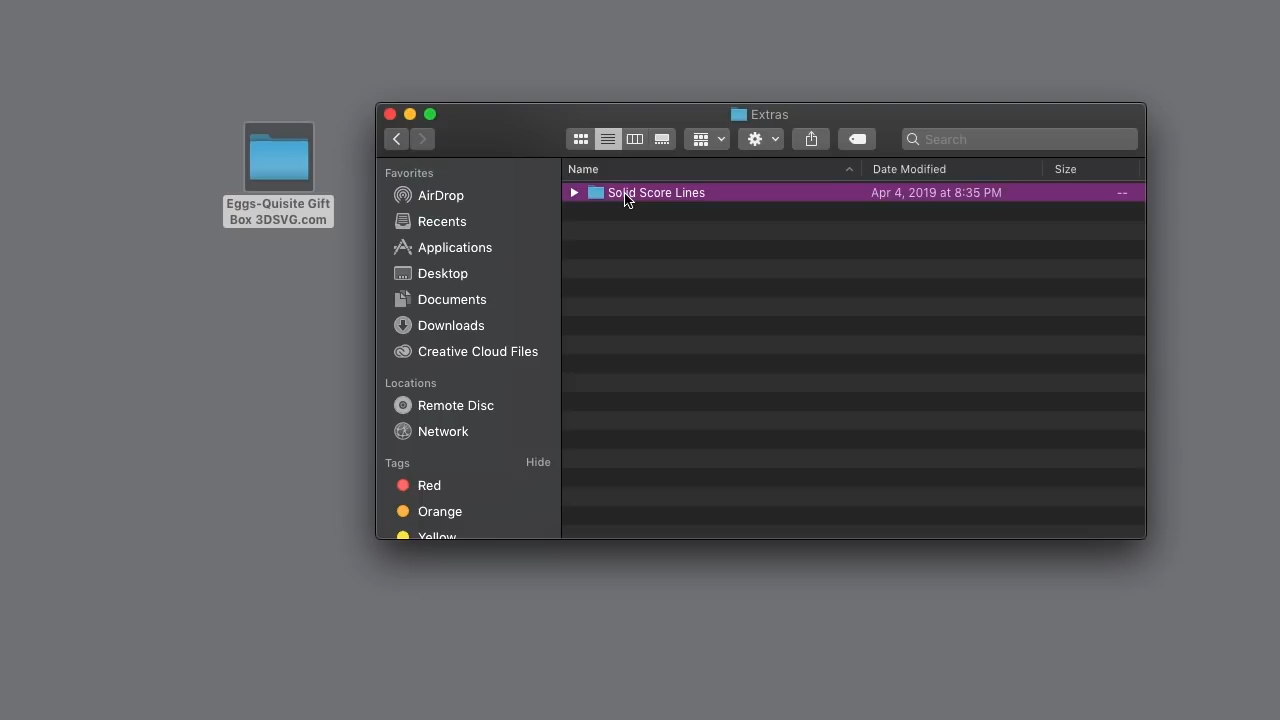 Extras
Search
Eggs-Quisite Gift
Box 3DSVG.com
Favorites
AirDrop
Recents
Applications
Desktop
Documents
Downloads
Creative Cloud Files
Locations
Remote Disc
Network
Tags Hide
Red
Orange
Yellow
Name Date Modified Size
Solid Score Lines Apr 4, 2019 at 8:35 PM --